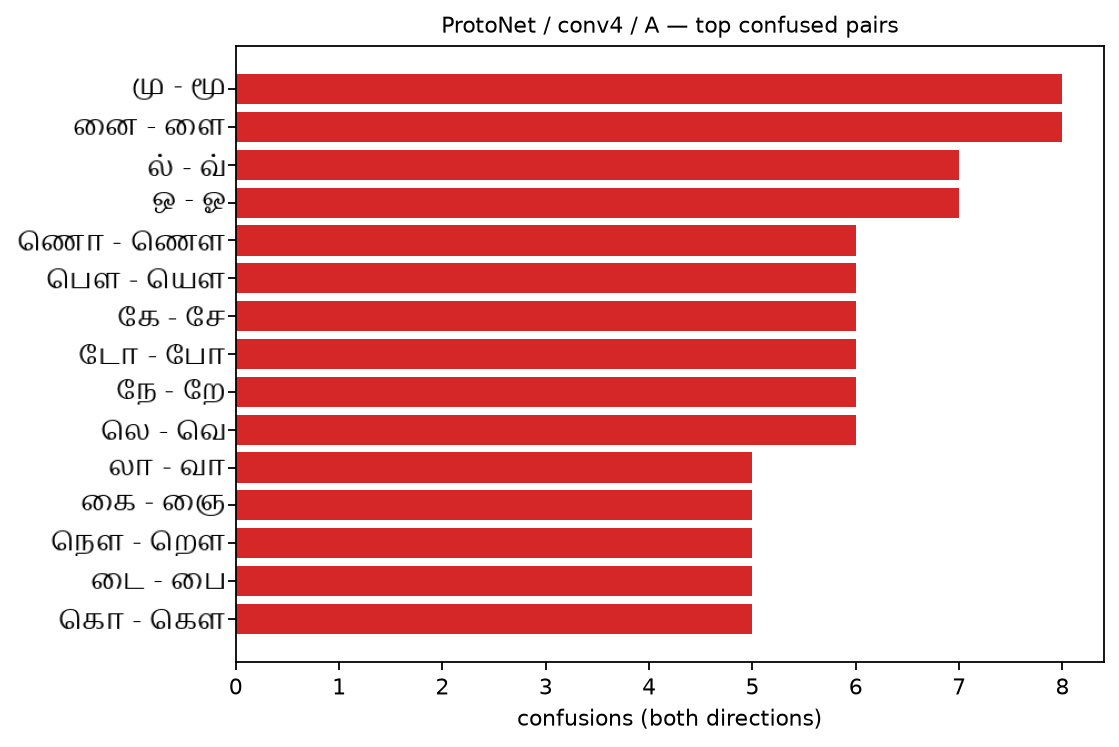 ProtoNet / conv4 / A — top confused pairs
மு - மூ
னை - ளை
ல் - வ்
ஒ - ஓ
ணொ - ணௌ
பௌ - யௌ
கே - சே
டோ - போ
நே - றே
லெ - வெ
லா - வா
கை - ஞை
நௌ - றௌ
டை - பை
கொ - கௌ
0 1 2 3 4 5 6 7 8
confusions (both directions)